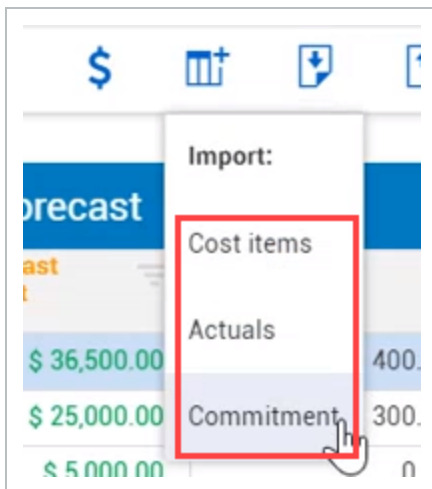 $
Import:
orecast
Cost items
ast
t
Actuals
$ 36,500.00
400.
$ 25,000.00
Commitment
300.
$ 5,000.00
0